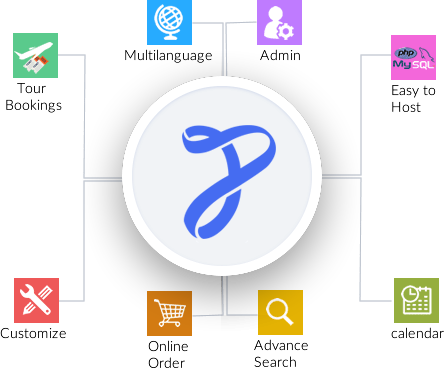 Multilanguage
Admin
Tour
Bookings
php
MySQL
Easy to
Host
Customize
Online
Order
Advance
Search
calendar